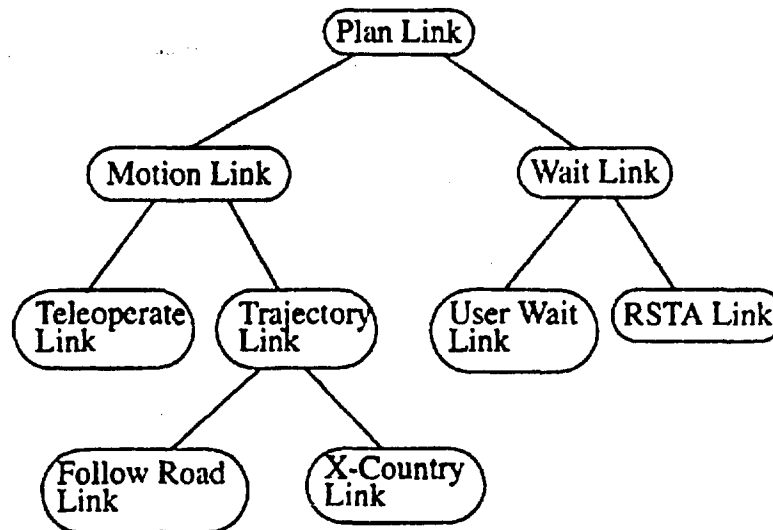 Plan Link
Motion Link
Wait Link
Teleoperate
Link
Trajectory
Link
User Wait
Link
RSTA Link
Follow Road
Link
X-Country
Link